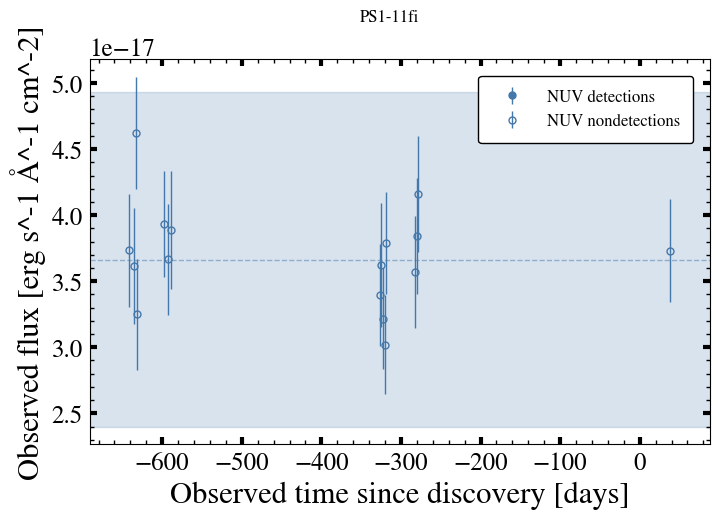 PS1-11fi
1e−17
Observed flux [erg s^-1 Å^-1 cm^-2]
5.0
4.5
4.0
3.5
3.0
2.5
NUV detections
NUV nondetections
−600 −500 −400 −300 −200 −100 0
Observed time since discovery [days]